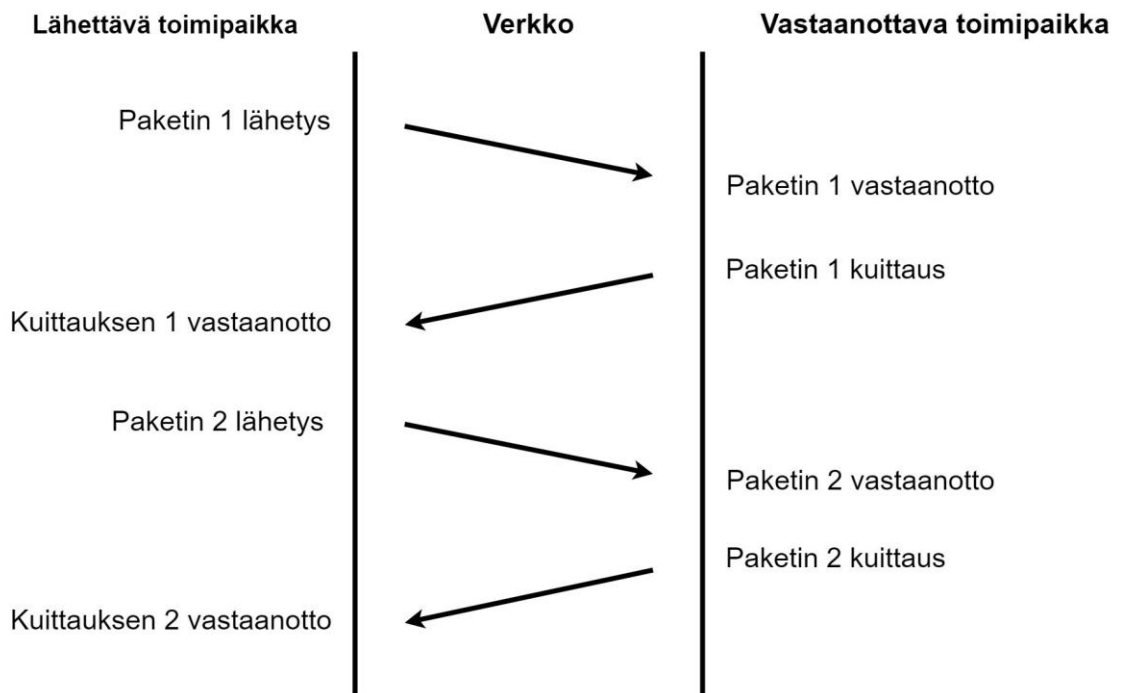 Lähettävä toimipaikka
Verkko
Vastaanottava toimipaikka
Paketin 1 lähetys
Paketin 1 vastaanotto
Paketin 1 kuittaus
Kuittauksen 1 vastaanotto
Paketin 2 lähetys
Paketin 2 vastaanotto
Paketin 2 kuittaus
Kuittauksen 2 vastaanotto